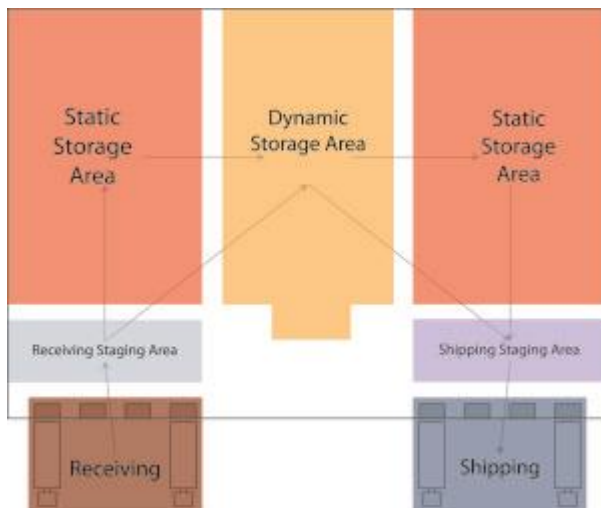 Static
Storage
Area
Dynamic
Storage Area
Static
Storage
Area
Receiving Staging Area
Shipping Staging Area
Receiving
Shipping